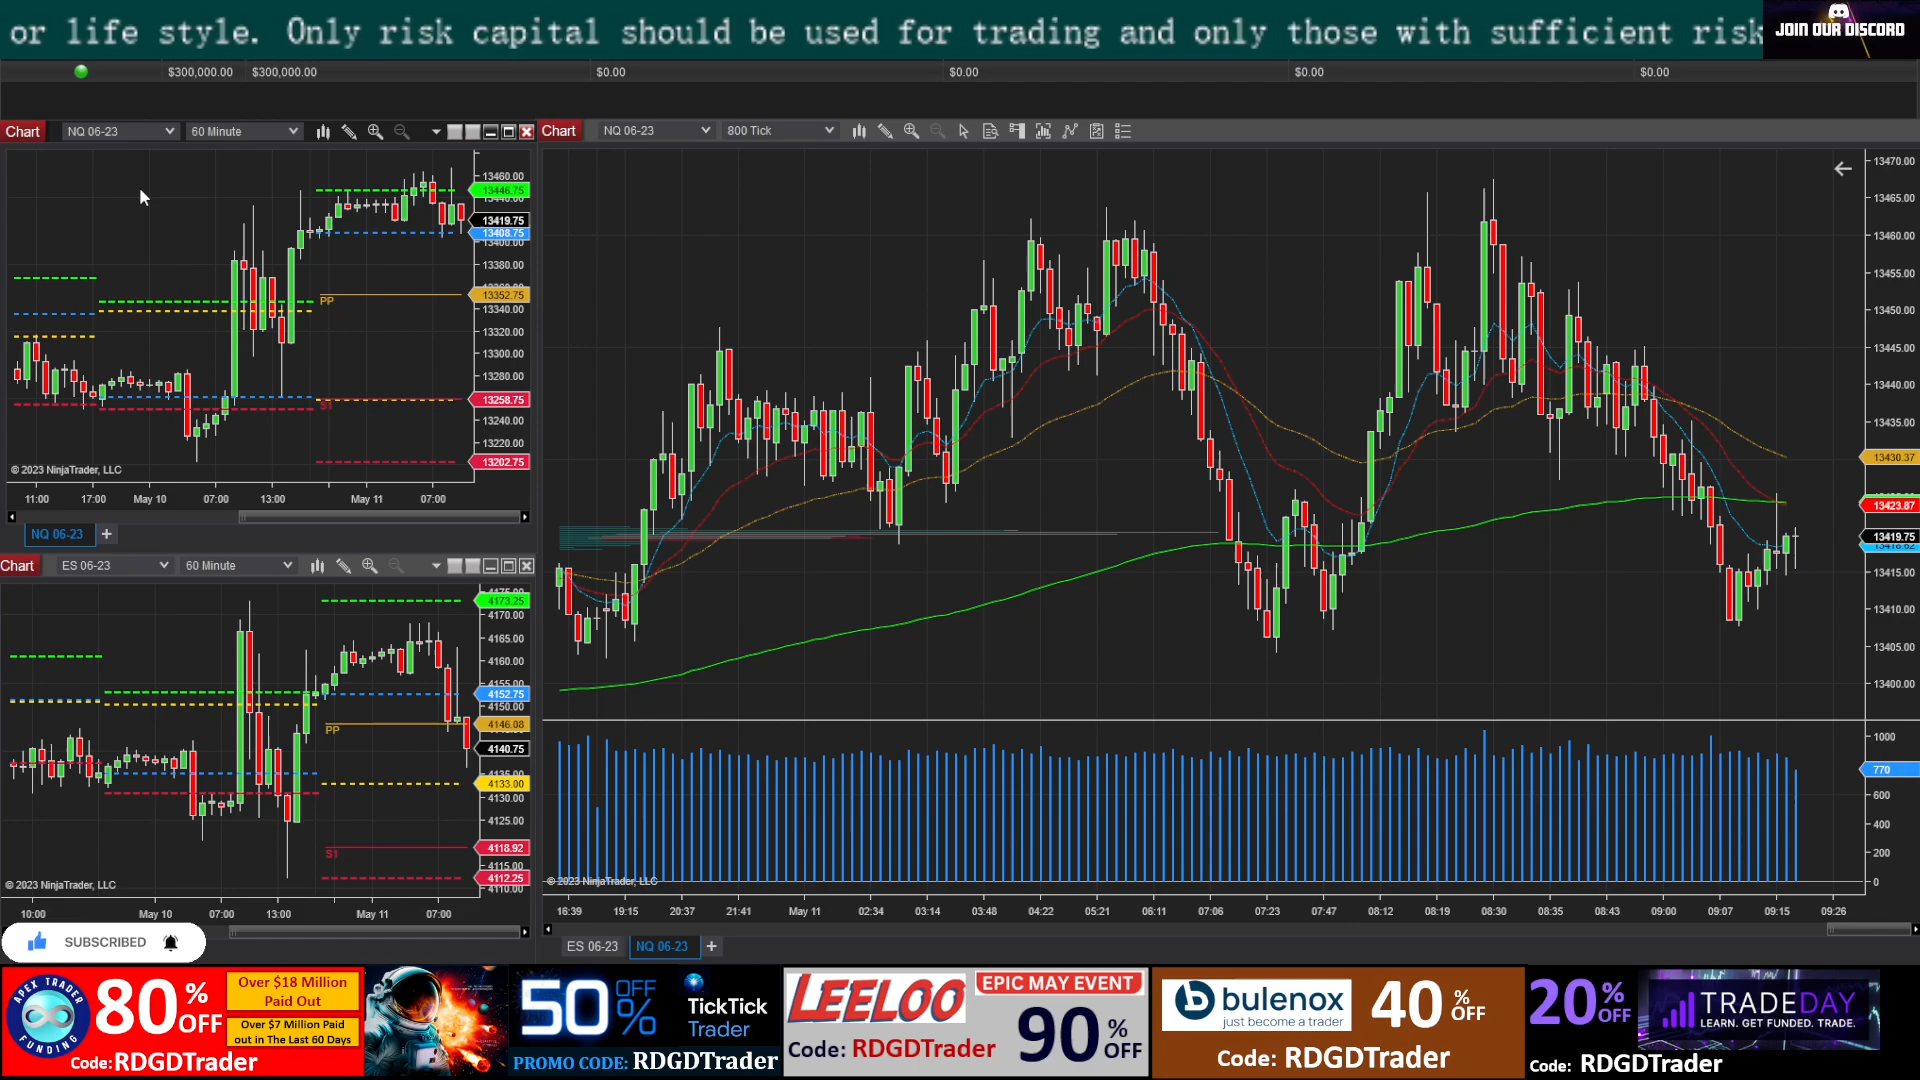 or life style. Only risk capital should be used for trading and only those with sufficient risk
JOIN OUR DISCORD
$300,000.00 $300,000.00 $0.00 $0.00 $0.00 $0.00
Chart NQ 06-23 60 Minute
13460.00
13446.75
13419.75
13408.75
13400.00
13380.00
13352.75
13340.00
13320.00
13300.00
13280.00
13258.75
13240.00
13220.00
13202.75
PP
S1
© 2023 NinjaTrader, LLC
11:00 17:00 May 10 07:00 13:00 May 11 07:00
NQ 06-23 +
Chart ES 06-23 60 Minute
4173.25
4170.00
4165.00
4160.00
4155.00
4152.75
4150.00
4146.08
4140.75
4135.00
4133.00
4130.00
4125.00
4118.92
4115.00
4112.25
4110.00
PP
S1
© 2023 NinjaTrader, LLC
10:00 May 10 07:00 13:00 May 11 07:00
SUBSCRIBED
Chart NQ 06-23 800 Tick
13470.00
13465.00
13460.00
13455.00
13450.00
13445.00
13440.00
13435.00
13430.37
13423.87
13419.75
13415.00
13410.00
13405.00
13400.00
1000
770
600
400
200
0
© 2023 NinjaTrader, LLC
16:39 19:15 20:37 21:41 May 11 02:34 03:14 03:48 04:22 05:21 06:11 07:06 07:23 07:47 08:12 08:19 08:30 08:35 08:43 09:00 09:07 09:15 09:26
ES 06-23 NQ 06-23 +
APEX TRADER FUNDING
80% OFF
Over $18 Million
Paid Out
Over $7 Million Paid
out in The Last 60 Days
Code:RDGDTrader
50% OFF
TickTick
Trader
PROMO CODE: RDGDTrader
LEELOO
EPIC MAY EVENT
90% OFF
Code: RDGDTrader
bulenox
just become a trader
40% OFF
Code: RDGDTrader
20% OFF
TRADEDAY
LEARN. GET FUNDED. TRADE.
Code: RDGDTrader